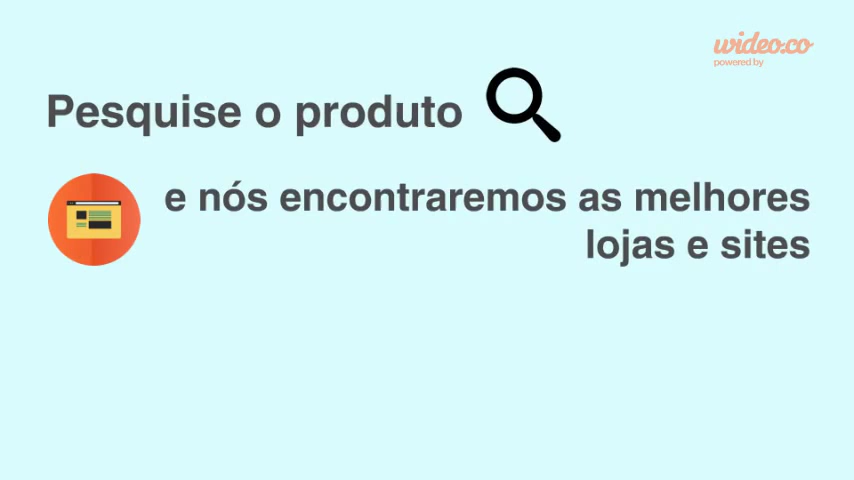 wideo.co
powered by
Pesquise o produto
e nós encontraremos as melhores
lojas e sites